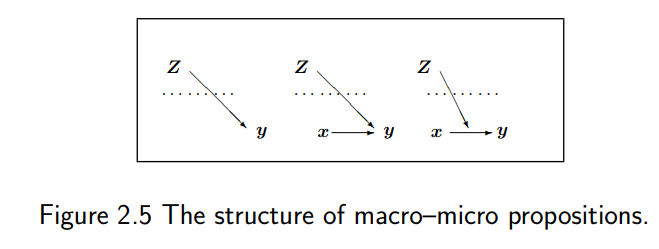 Z Z Z
y x y x y
Figure 2.5 The structure of macro–micro propositions.